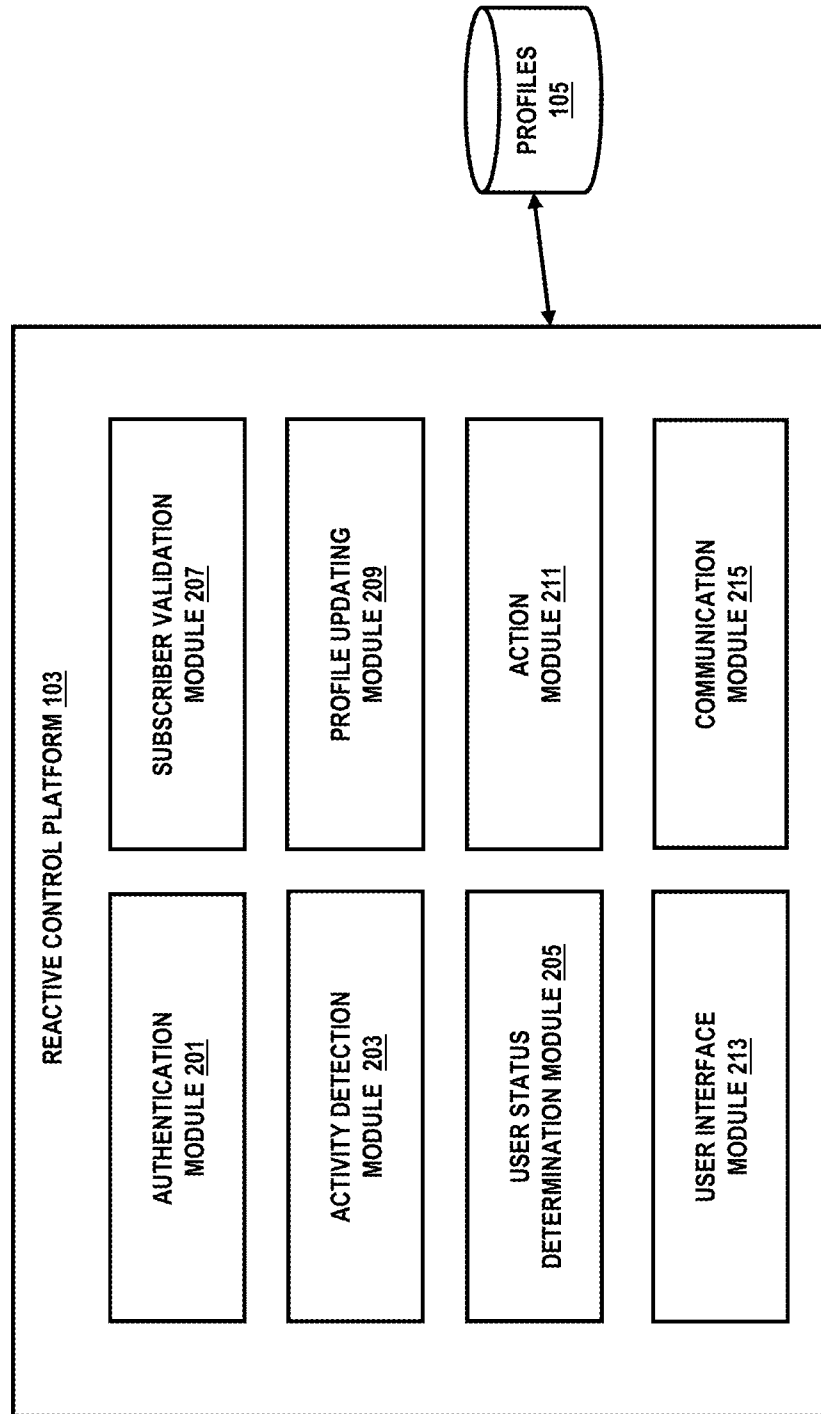 REACTIVE CONTROL PLATFORM 103
AUTHENTICATION
MODULE 201
SUBSCRIBER VALIDATION
MODULE 207
ACTIVITY DETECTION
MODULE 203
PROFILE UPDATING
MODULE 209
USER STATUS
DETERMINATION MODULE 205
ACTION
MODULE 211
USER INTERFACE
MODULE 213
COMMUNICATION
MODULE 215
PROFILES
105